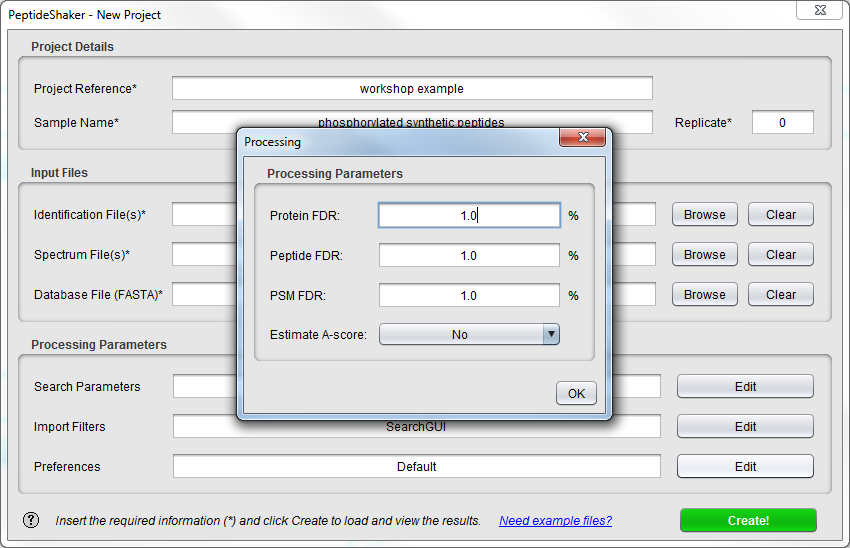 PeptideShaker - New Project
Project Details
Project Reference* workshop example
Sample Name* phosphorylated synthetic peptides Replicate* 0
Processing
Input Files
Processing Parameters
Identification File(s)* Protein FDR: 1.0 % Browse Clear
Spectrum File(s)* Peptide FDR: 1.0 % Browse Clear
Database File (FASTA)* PSM FDR: 1.0 % Browse Clear
Estimate A-score: No
Processing Parameters
Search Parameters OK Edit
Import Filters SearchGUI Edit
Preferences Default Edit
? Insert the required information (*) and click Create to load and view the results. Need example files? Create!